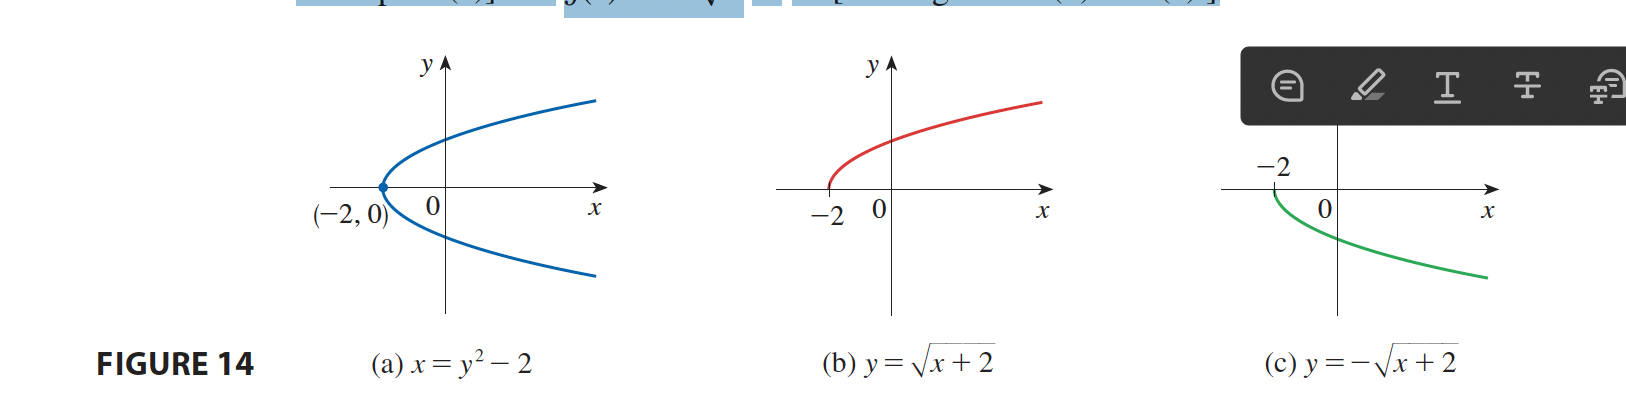 y
y
−2
(−2, 0)
0
x
−2
0
x
0
x
FIGURE 14
(a) x = y² − 2
(b) y = √x + 2
(c) y = −√x + 2